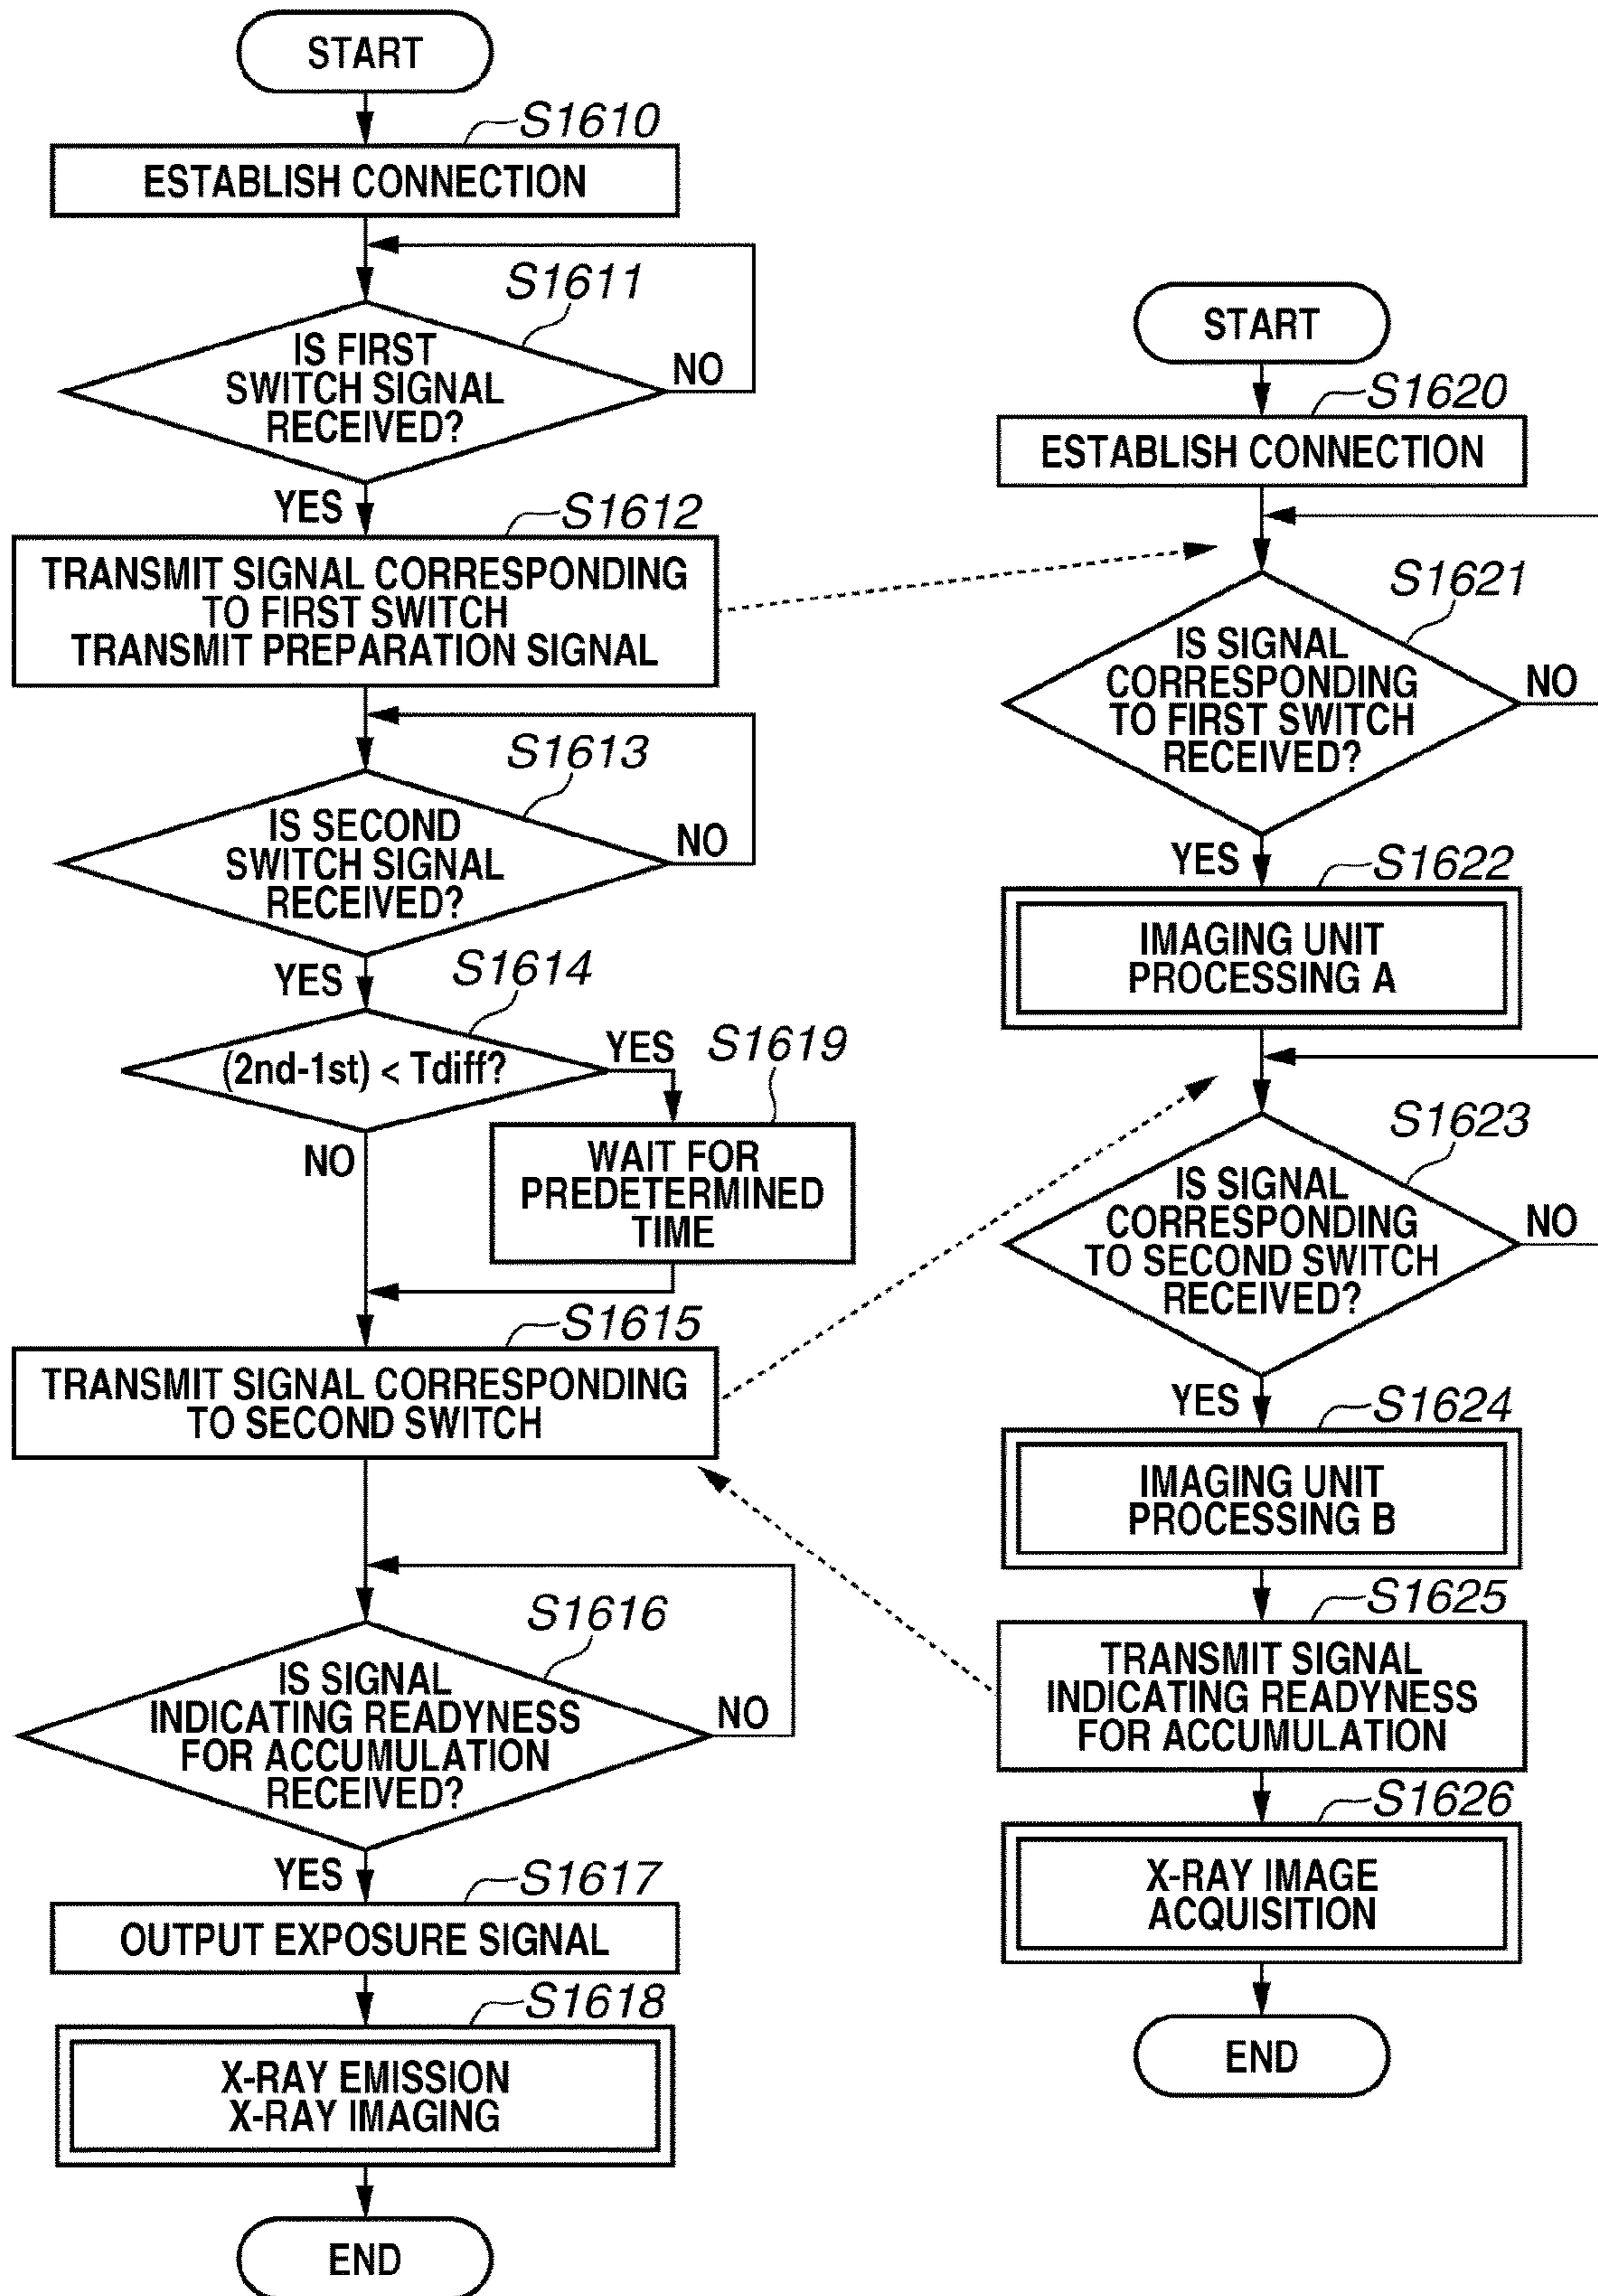 START
S1610
ESTABLISH CONNECTION
S1611
IS FIRST
SWITCH SIGNAL
RECEIVED?
NO
YES
S1612
TRANSMIT SIGNAL CORRESPONDING
TO FIRST SWITCH
TRANSMIT PREPARATION SIGNAL
S1613
IS SECOND
SWITCH SIGNAL
RECEIVED?
NO
YES
S1614
(2nd-1st) < Tdiff?
YES
S1619
NO
WAIT FOR
PREDETERMINED
TIME
S1615
TRANSMIT SIGNAL CORRESPONDING
TO SECOND SWITCH
S1616
IS SIGNAL
INDICATING READYNESS
FOR ACCUMULATION
RECEIVED?
NO
YES
S1617
OUTPUT EXPOSURE SIGNAL
S1618
X-RAY EMISSION
X-RAY IMAGING
END
START
S1620
ESTABLISH CONNECTION
S1621
IS SIGNAL
CORRESPONDING
TO FIRST SWITCH
RECEIVED?
NO
YES
S1622
IMAGING UNIT
PROCESSING A
S1623
IS SIGNAL
CORRESPONDING
TO SECOND SWITCH
RECEIVED?
NO
YES
S1624
IMAGING UNIT
PROCESSING B
S1625
TRANSMIT SIGNAL
INDICATING READYNESS
FOR ACCUMULATION
S1626
X-RAY IMAGE
ACQUISITION
END